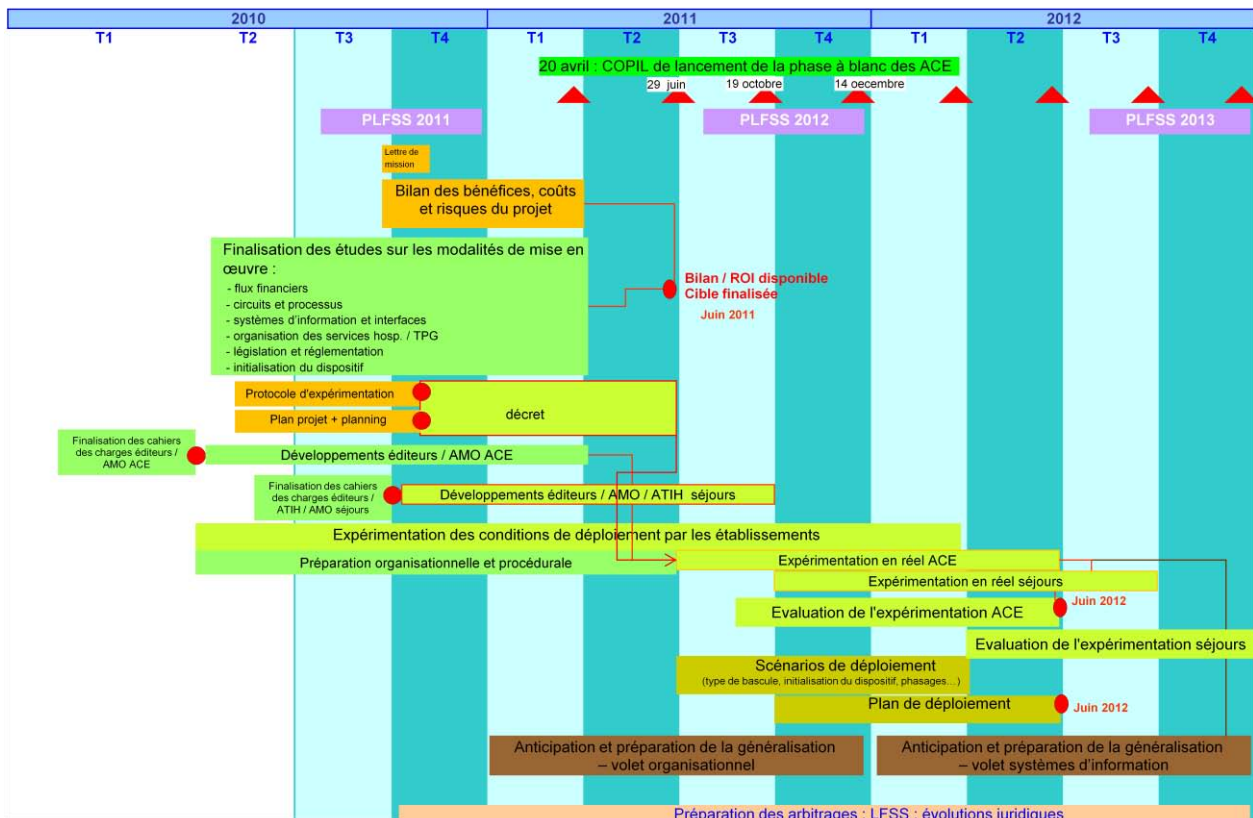 2010 2011 2012
T1 T2 T3 T4 T1 T2 T3 T4 T1 T2 T3 T4
20 avril : COPIL de lancement de la phase à blanc des ACE
29 juin 19 octobre 14 oecembre
PLFSS 2011 PLFSS 2012 PLFSS 2013
Lettre de
mission
Bilan des bénéfices, coûts
et risques du projet
Finalisation des études sur les modalités de mise en
œuvre :
- flux financiers
- circuits et processus
- systèmes d'information et interfaces
- organisation des services hosp. / TPG
- législation et réglementation
- initialisation du dispositif
Bilan / ROI disponible
Cible finalisée
Juin 2011
Protocole d'expérimentation
Plan projet + planning
décret
Finalisation des cahiers
des charges éditeurs /
AMO ACE
Développements éditeurs / AMO ACE
Finalisation des cahiers
des charges éditeurs /
ATIH / AMO séjours
Développements éditeurs / AMO / ATIH séjours
Expérimentation des conditions de déploiement par les établissements
Préparation organisationnelle et procédurale
Expérimentation en réel ACE
Expérimentation en réel séjours
Evaluation de l'expérimentation ACE
Juin 2012
Evaluation de l'expérimentation séjours
Scénarios de déploiement
(type de bascule, initialisation du dispositif, phasages…)
Plan de déploiement
Juin 2012
Anticipation et préparation de la généralisation
– volet organisationnel
Anticipation et préparation de la généralisation
– volet systèmes d'information
Préparation des arbitrages ; LFSS ; évolutions juridiques